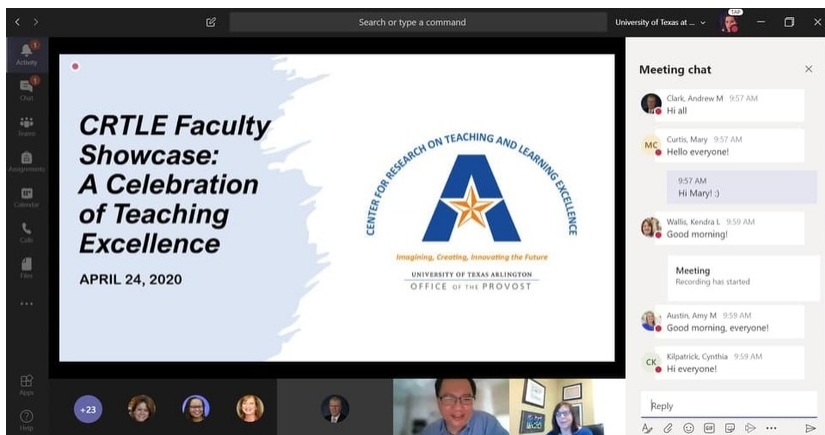 Search or type a command
University of Texas at ...
TAP
1
Activity
1
Chat
Teams
Assignments
Calendar
Calls
Files
Apps
Help
CRTLE Faculty
Showcase:
A Celebration
of Teaching
Excellence
APRIL 24, 2020
CENTER FOR RESEARCH ON TEACHING AND LEARNING EXCELLENCE
Imagining, Creating, Innovating the Future
UNIVERSITY OF TEXAS ARLINGTON
OFFICE OF THE PROVOST
+23
Meeting chat
Clark, Andrew M 9:57 AM
Hi all
MC
Curtis, Mary 9:57 AM
Hello everyone!
9:57 AM
Hi Mary! :)
Wallis, Kendra L 9:59 AM
Good morning!
Meeting
Recording has started
Austin, Amy M 9:59 AM
Good morning, everyone!
CK
Kilpatrick, Cynthia 9:59 AM
Hi everyone!
Reply
GIF